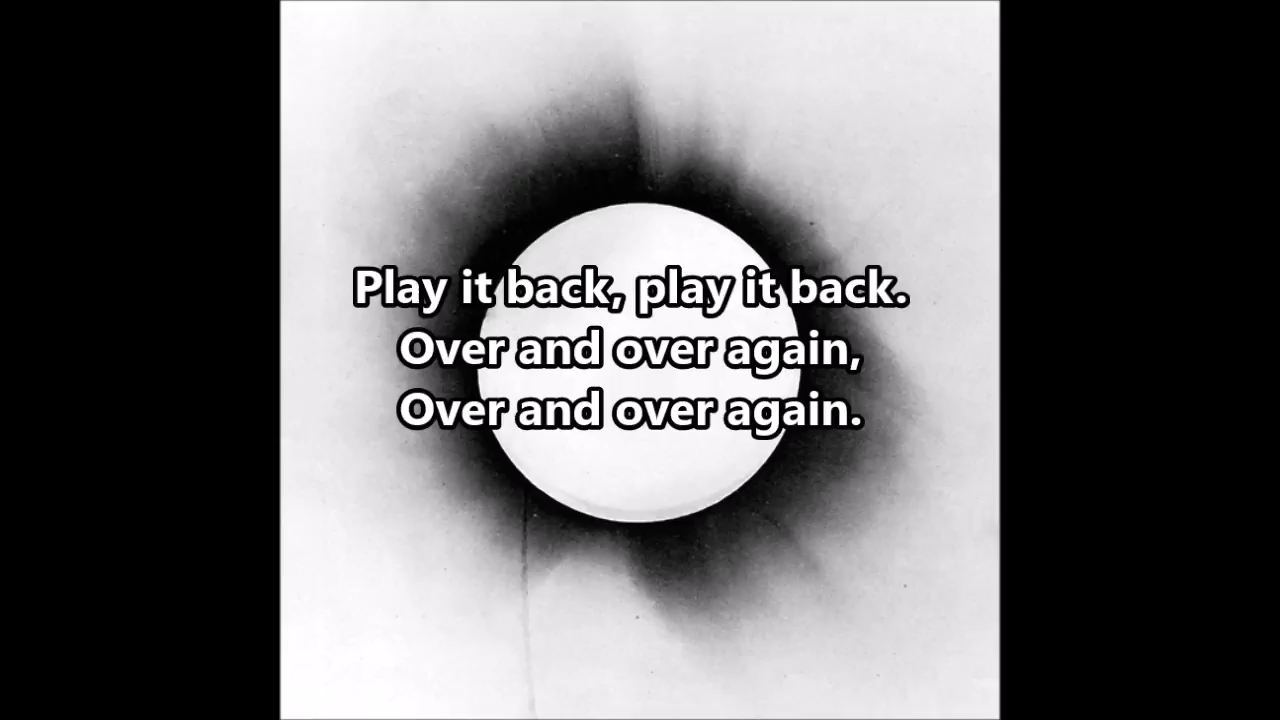 Play it back, play it back.
Over and over again,
Over and over again.